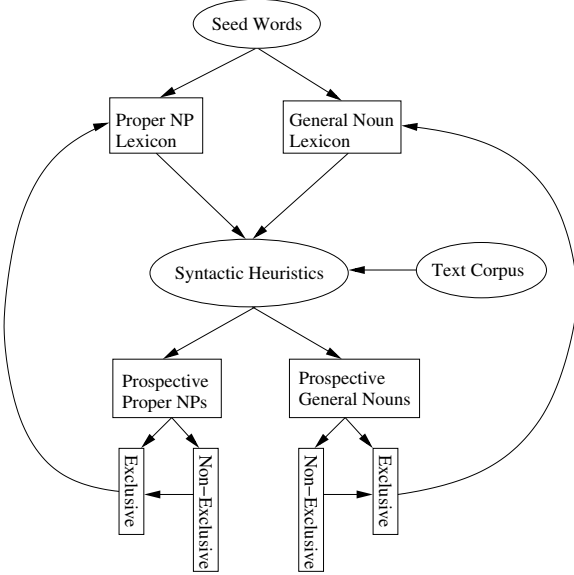 Seed Words
Proper NP
Lexicon
General Noun
Lexicon
Syntactic Heuristics
Text Corpus
Prospective
Proper NPs
Prospective
General Nouns
Exclusive
Non-Exclusive
Non-Exclusive
Exclusive